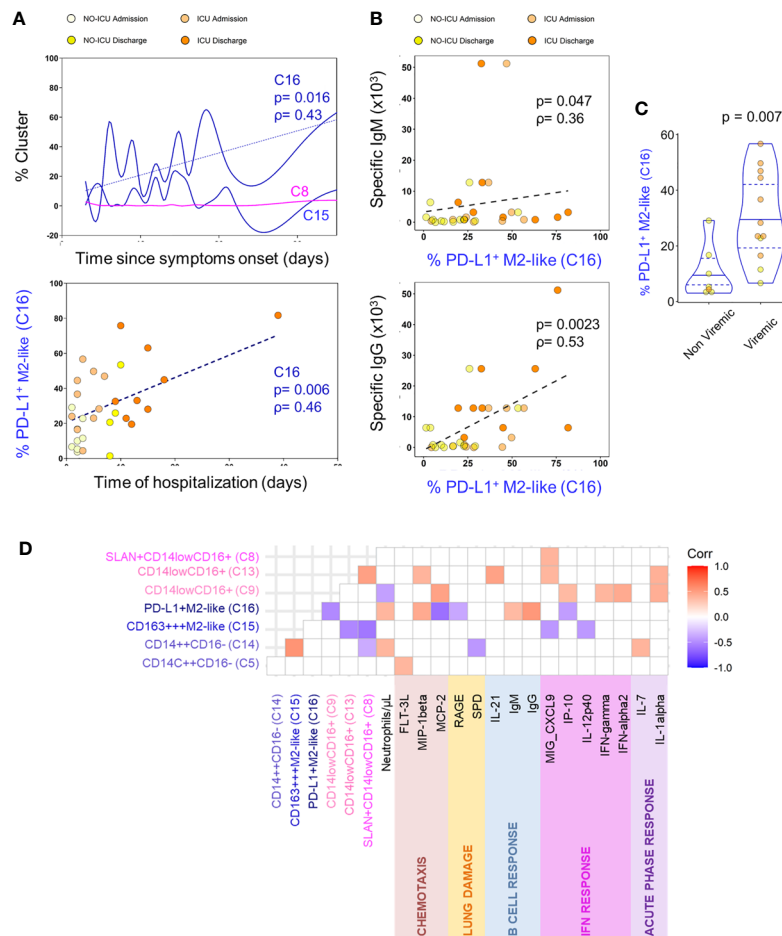 A
NO-ICU Admission
ICU Admission
NO-ICU Discharge
ICU Discharge
% Cluster
100
80
60
40
20
0
-20
C16
p= 0.016
ρ= 0.43
C8
C15
Time since symptoms onset (days)
% PD-L1+ M2-like (C16)
100
80
60
40
20
0
C16
p= 0.006
ρ= 0.46
0
10
20
30
40
50
Time of hospitalization (days)
B
NO-ICU Admission
ICU Admission
NO-ICU Discharge
ICU Discharge
Specific IgM (x10³)
50
40
30
20
10
0
p= 0.047
ρ= 0.36
0
25
50
75
100
% PD-L1+ M2-like (C16)
Specific IgG (x10³)
50
40
30
20
10
0
p= 0.0023
ρ= 0.53
0
25
50
75
100
% PD-L1+ M2-like (C16)
C
p = 0.007
% PD-L1+ M2-like (C16)
60
40
20
0
Non Viremic
Viremic
D
SLAN+CD14lowCD16+ (C8)
CD14lowCD16+ (C13)
CD14lowCD16+ (C9)
PD-L1+M2-like (C16)
CD163+++M2-like (C15)
CD14++CD16- (C14)
CD14C++CD16- (C5)
CD14++CD16- (C14)
CD163+++M2-like (C15)
PD-L1+M2-like (C16)
CD14lowCD16+ (C9)
CD14lowCD16+ (C13)
SLAN+CD14lowCD16+ (C8)
Neutrophils/µL
FLT-3L
MIP-1beta
MCP-2
RAGE
SPD
IL-21
IgM
IgG
MIG_CXCL9
IP-10
IL-12p40
IFN-gamma
IFN-alpha2
IL-7
IL-1alpha
CHEMOTAXIS
LUNG DAMAGE
B CELL RESPONSE
IFN RESPONSE
ACUTE PHASE RESPONSE
Corr
1.0
0.5
0.0
-0.5
-1.0